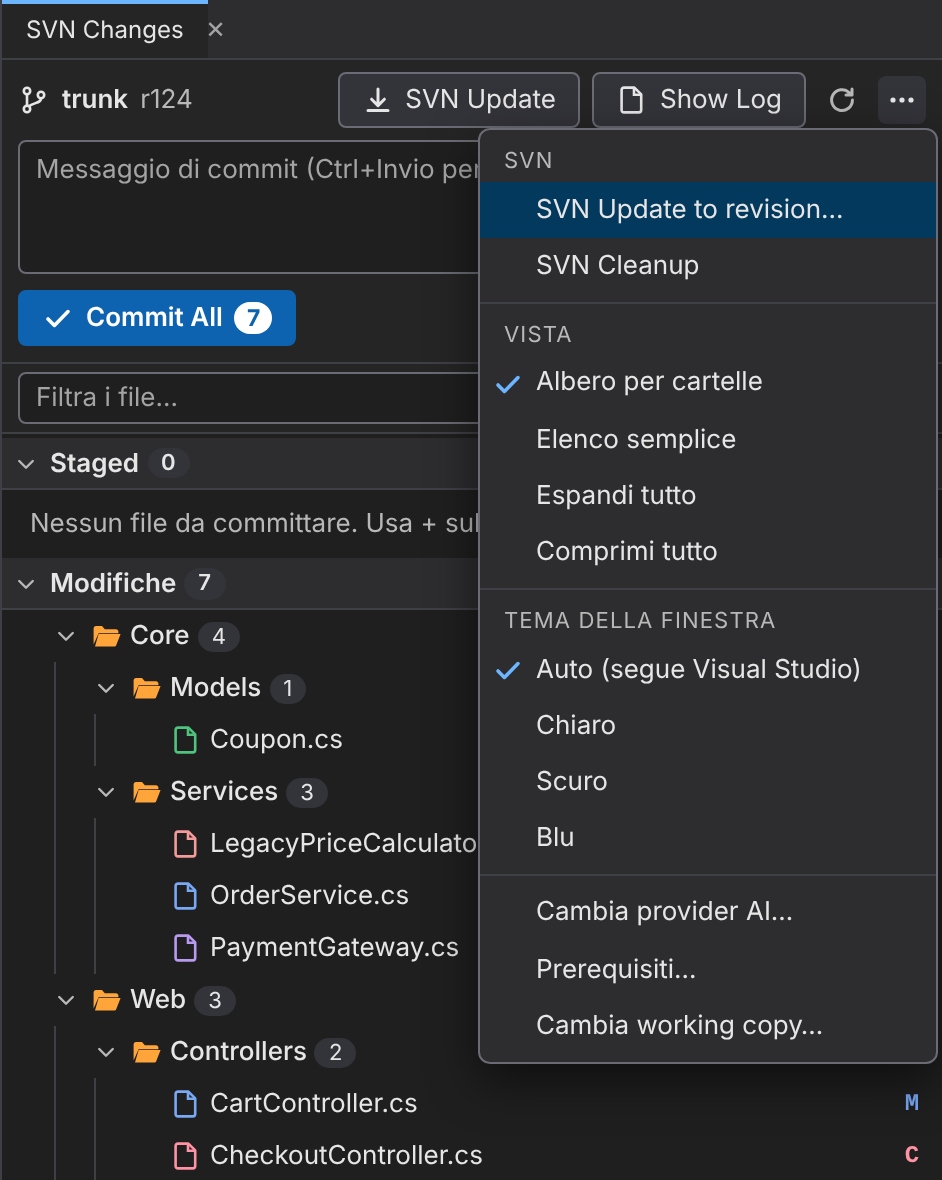 SVN Changes
trunk r124
SVN Update
Show Log
Messaggio di commit (Ctrl+Invio per
Commit All 7
Filtra i file...
Staged 0
Nessun file da committare. Usa + sul
Modifiche 7
Core 4
Models 1
Coupon.cs
Services 3
LegacyPriceCalculato
OrderService.cs
PaymentGateway.cs
Web 3
Controllers 2
CartController.cs M
CheckoutController.cs C
SVN
SVN Update to revision...
SVN Cleanup
VISTA
Albero per cartelle
Elenco semplice
Espandi tutto
Comprimi tutto
TEMA DELLA FINESTRA
Auto (segue Visual Studio)
Chiaro
Scuro
Blu
Cambia provider AI...
Prerequisiti...
Cambia working copy...